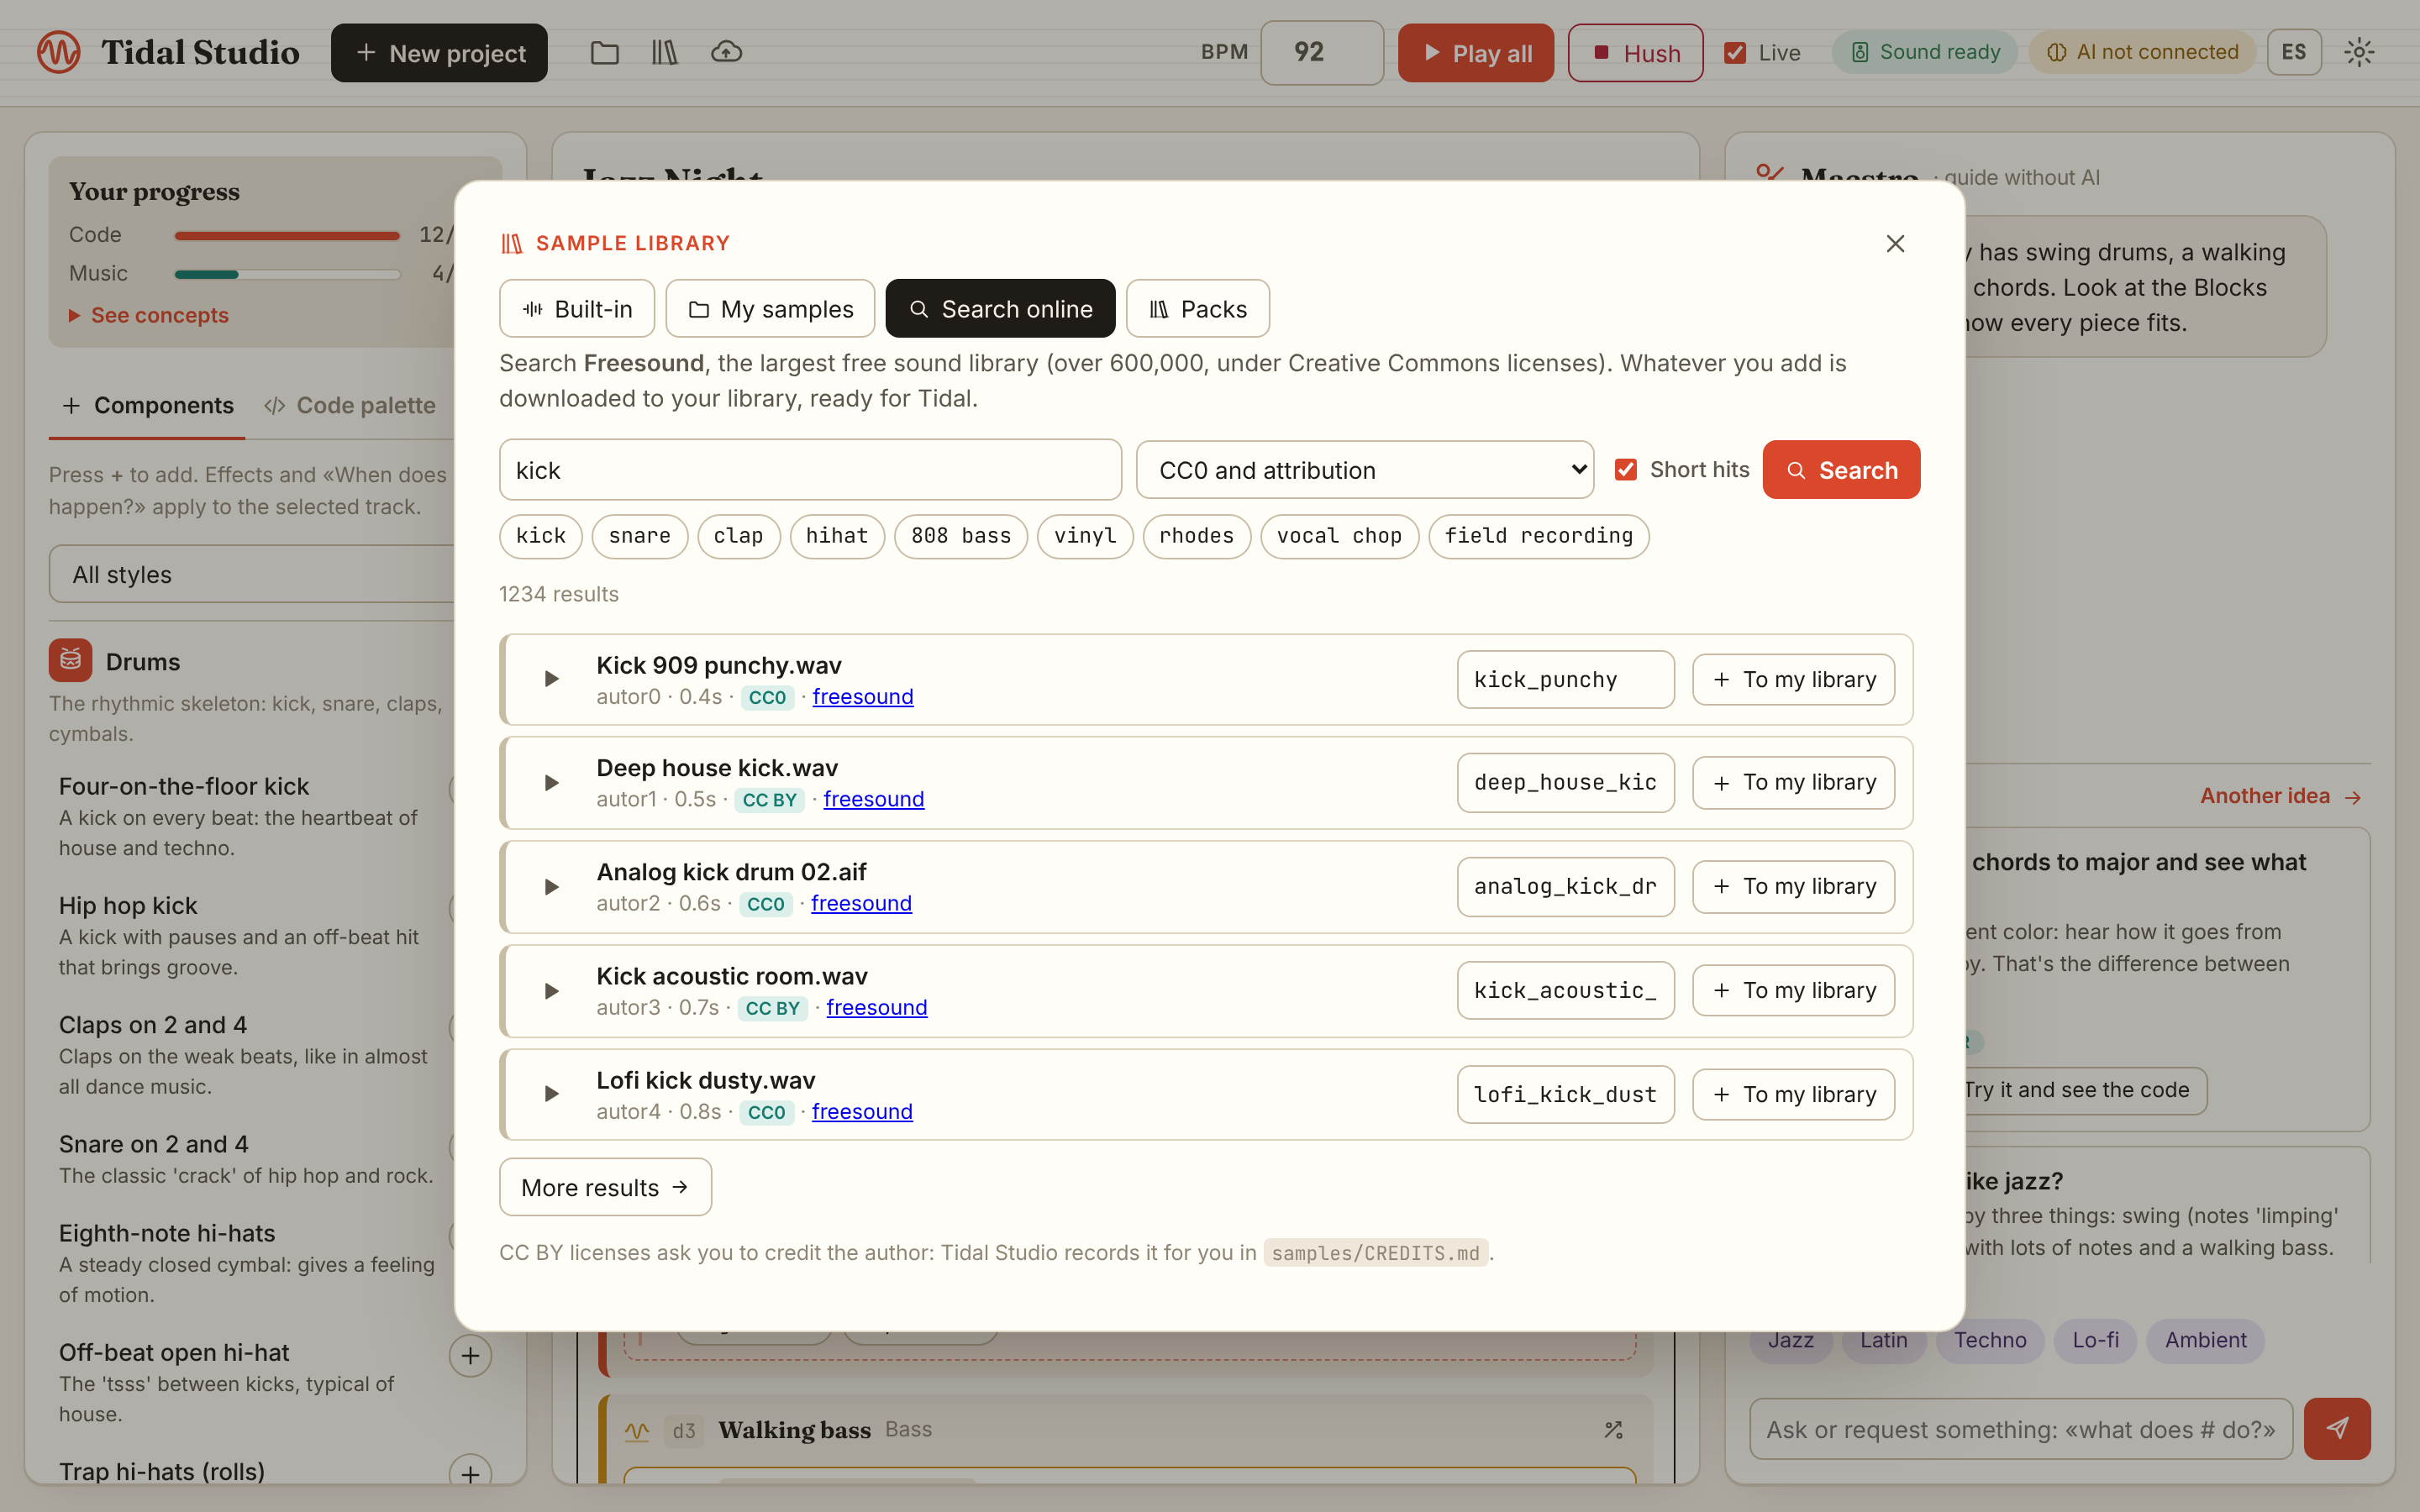 Tidal Studio
New project
BPM 92
Play all
Hush
Live
Sound ready
AI not connected
ES
Your progress
Code 12/
Music 4/
See concepts
Components
Code palette
Press + to add. Effects and «When does
happen?» apply to the selected track.
All styles
Drums
The rhythmic skeleton: kick, snare, claps,
cymbals.
Four-on-the-floor kick
A kick on every beat: the heartbeat of
house and techno.
Hip hop kick
A kick with pauses and an off-beat hit
that brings groove.
Claps on 2 and 4
Claps on the weak beats, like in almost
all dance music.
Snare on 2 and 4
The classic 'crack' of hip hop and rock.
Eighth-note hi-hats
A steady closed cymbal: gives a feeling
of motion.
Off-beat open hi-hat
The 'tsss' between kicks, typical of
house.
Trap hi-hats (rolls)
Jazz Night
SAMPLE LIBRARY
Built-in
My samples
Search online
Packs
Search Freesound, the largest free sound library (over 600,000, under Creative Commons licenses). Whatever you add is
downloaded to your library, ready for Tidal.
kick
CC0 and attribution
Short hits
Search
kick
snare
clap
hihat
808 bass
vinyl
rhodes
vocal chop
field recording
1234 results
Kick 909 punchy.wav
autor0 · 0.4s · CC0 · freesound
kick_punchy
+ To my library
Deep house kick.wav
autor1 · 0.5s · CC BY · freesound
deep_house_kic
+ To my library
Analog kick drum 02.aif
autor2 · 0.6s · CC0 · freesound
analog_kick_dr
+ To my library
Kick acoustic room.wav
autor3 · 0.7s · CC BY · freesound
kick_acoustic_
+ To my library
Lofi kick dusty.wav
autor4 · 0.8s · CC0 · freesound
lofi_kick_dust
+ To my library
More results →
CC BY licenses ask you to credit the author: Tidal Studio records it for you in samples/CREDITS.md.
d3 Walking bass Bass
Maestro · guide without AI
has swing drums, a walking
chords. Look at the Blocks
how every piece fits.
Another idea →
chords to major and see what
color: hear how it goes from
That's the difference between
Try it and see the code
like jazz?
by three things: swing (notes 'limping'
with lots of notes and a walking bass.
Jazz
Latin
Techno
Lo-fi
Ambient
Ask or request something: «what does # do?»